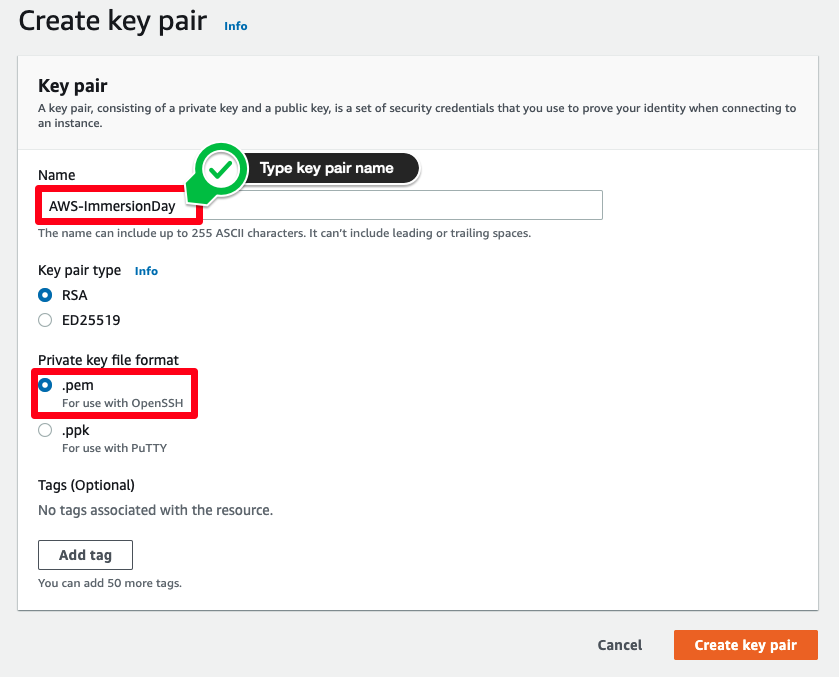 Create key pair Info
Key pair
A key pair, consisting of a private key and a public key, is a set of security credentials that you use to prove your identity when connecting to
an instance.
Name
Type key pair name
AWS-ImmersionDay
The name can include up to 255 ASCII characters. It can't include leading or trailing spaces.
Key pair type Info
RSA
ED25519
Private key file format
.pem
For use with OpenSSH
.ppk
For use with PuTTY
Tags (Optional)
No tags associated with the resource.
Add tag
You can add 50 more tags.
Cancel Create key pair